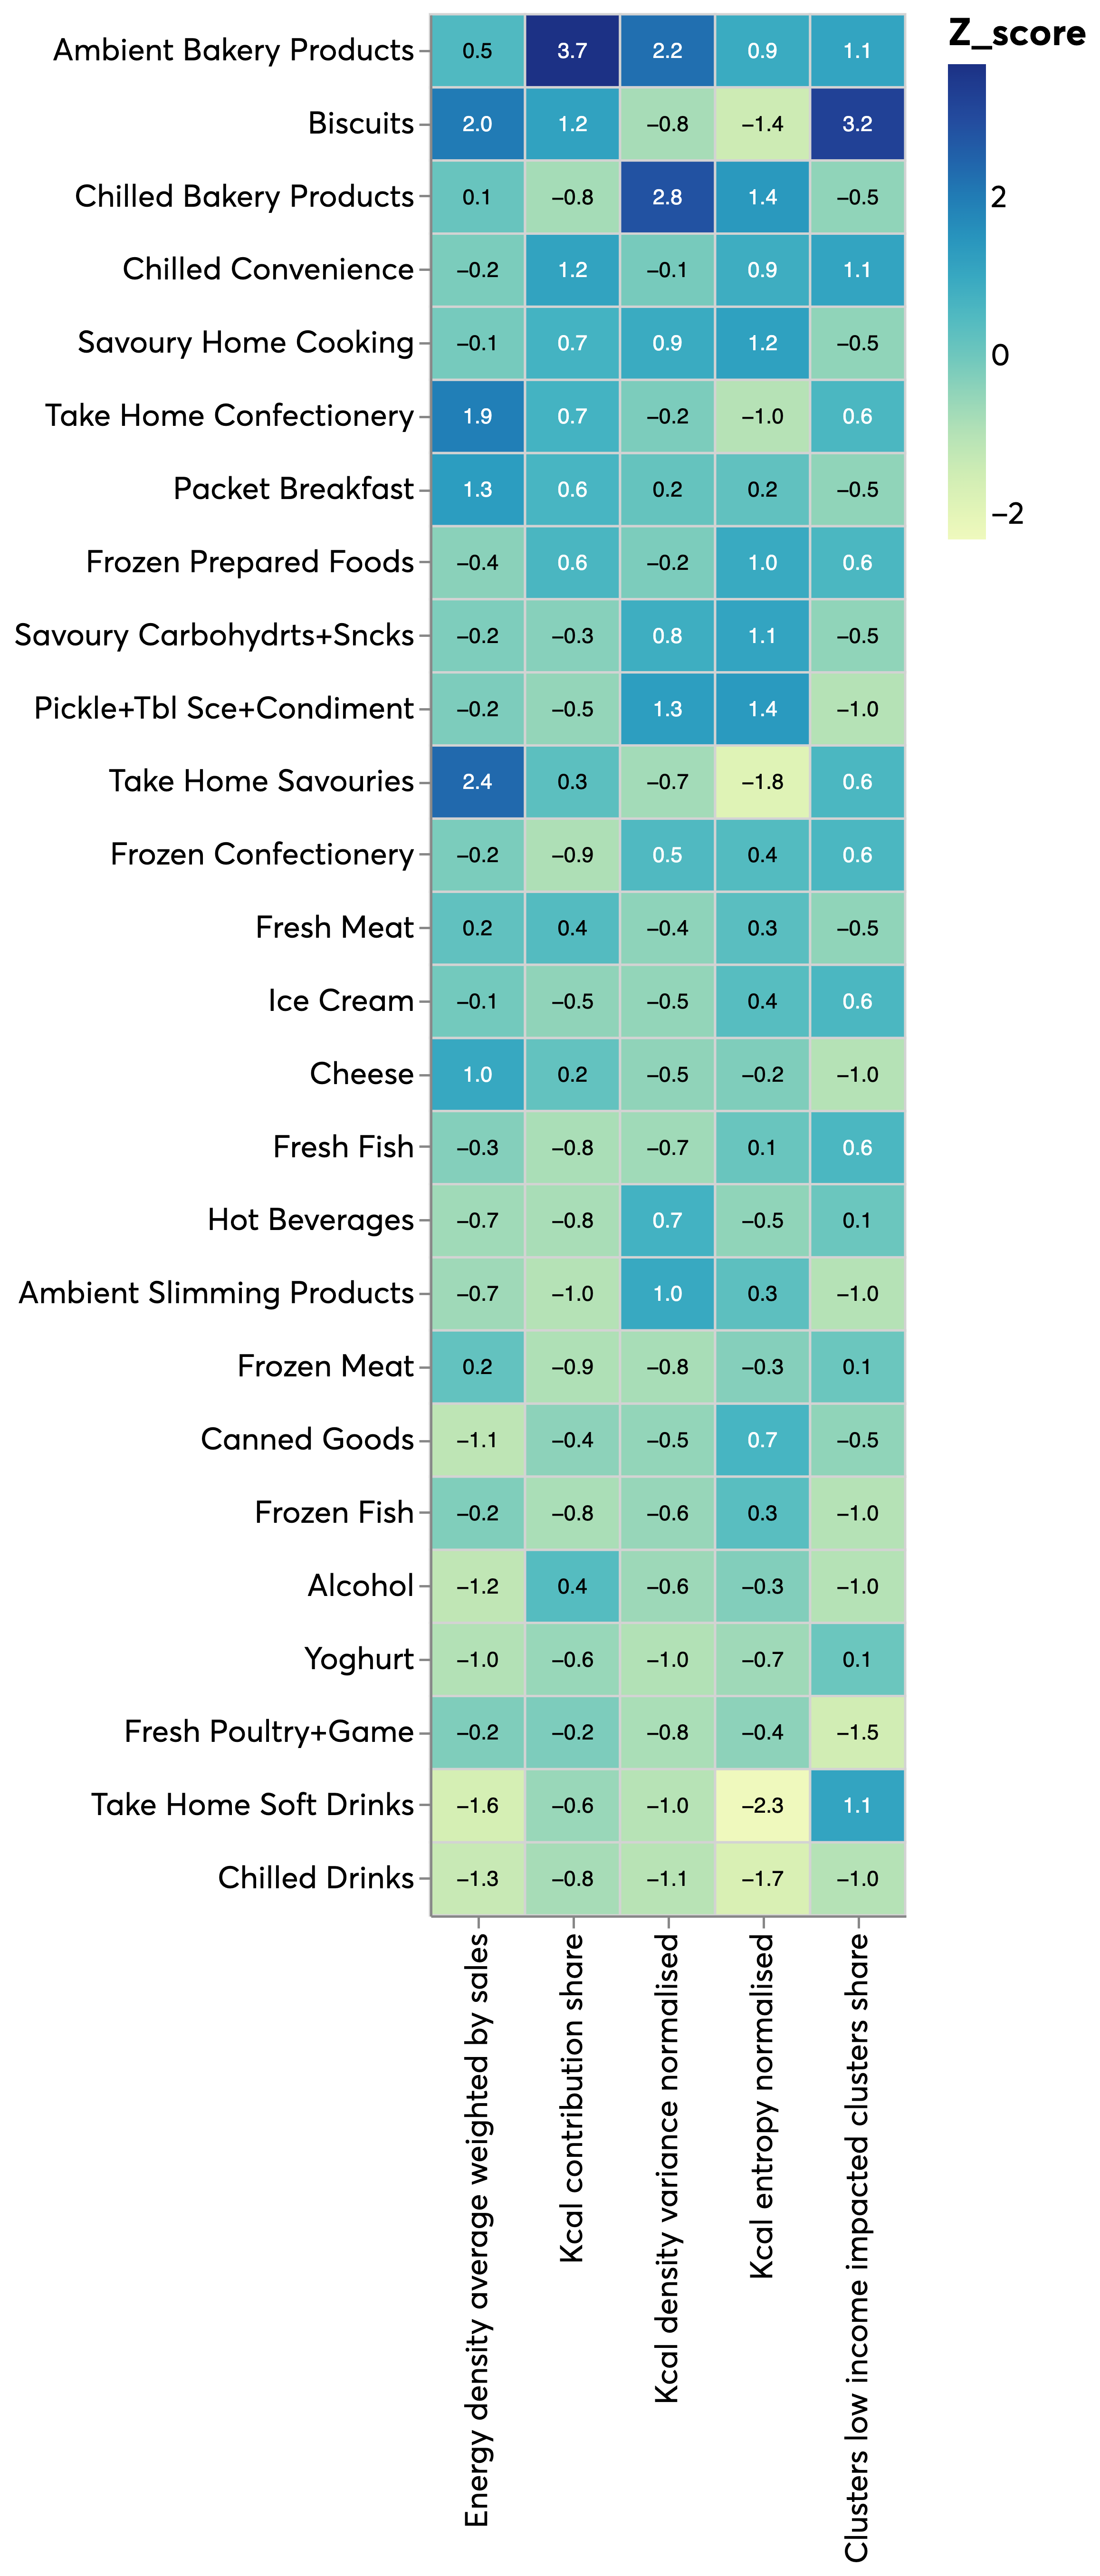 Z_score
2
0
−2
Ambient Bakery Products 0.5 3.7 2.2 0.9 1.1
Biscuits 2.0 1.2 −0.8 −1.4 3.2
Chilled Bakery Products 0.1 −0.8 2.8 1.4 −0.5
Chilled Convenience −0.2 1.2 −0.1 0.9 1.1
Savoury Home Cooking −0.1 0.7 0.9 1.2 −0.5
Take Home Confectionery 1.9 0.7 −0.2 −1.0 0.6
Packet Breakfast 1.3 0.6 0.2 0.2 −0.5
Frozen Prepared Foods −0.4 0.6 −0.2 1.0 0.6
Savoury Carbohydrts+Sncks −0.2 −0.3 0.8 1.1 −0.5
Pickle+Tbl Sce+Condiment −0.2 −0.5 1.3 1.4 −1.0
Take Home Savouries 2.4 0.3 −0.7 −1.8 0.6
Frozen Confectionery −0.2 −0.9 0.5 0.4 0.6
Fresh Meat 0.2 0.4 −0.4 0.3 −0.5
Ice Cream −0.1 −0.5 −0.5 0.4 0.6
Cheese 1.0 0.2 −0.5 −0.2 −1.0
Fresh Fish −0.3 −0.8 −0.7 0.1 0.6
Hot Beverages −0.7 −0.8 0.7 −0.5 0.1
Ambient Slimming Products −0.7 −1.0 1.0 0.3 −1.0
Frozen Meat 0.2 −0.9 −0.8 −0.3 0.1
Canned Goods −1.1 −0.4 −0.5 0.7 −0.5
Frozen Fish −0.2 −0.8 −0.6 0.3 −1.0
Alcohol −1.2 0.4 −0.6 −0.3 −1.0
Yoghurt −1.0 −0.6 −1.0 −0.7 0.1
Fresh Poultry+Game −0.2 −0.2 −0.8 −0.4 −1.5
Take Home Soft Drinks −1.6 −0.6 −1.0 −2.3 1.1
Chilled Drinks −1.3 −0.8 −1.1 −1.7 −1.0
Energy density average weighted by sales
Kcal contribution share
Kcal density variance normalised
Kcal entropy normalised
Clusters low income impacted clusters share